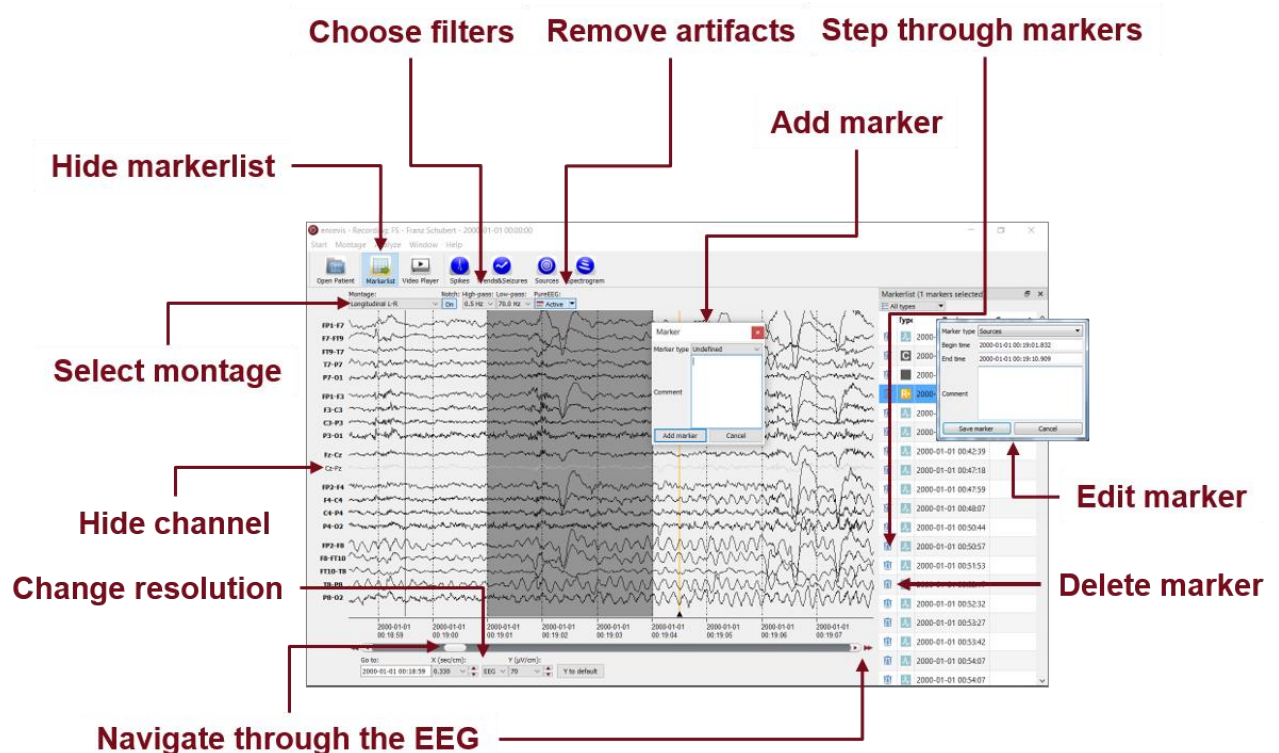 Choose filters
Remove artifacts
Step through markers
Add marker
Hide markerlist
Select montage
Hide channel
Change resolution
Navigate through the EEG
Edit marker
Delete marker
encevis - Recording: FS - Franz Schubert - 2000-01-01 00:00:00
Start Montage Analyze Window Help
Open Patient Markerlist Video Player Spikes Trends&Seizures Sources Spectrogram
Montage: Notch: High-pass: Low-pass: PureEEG:
Longitudinal L-R On 0.5 Hz 70.0 Hz Active
FP1-F7
F7-FT9
FT9-T7
T7-P7
P7-O1
FP1-F3
F3-C3
C3-P3
P3-O1
Fz-Cz
Cz-Pz
FP2-F4
F4-C4
C4-P4
P4-O2
FP2-F8
F8-FT10
FT10-T8
T8-P8
P8-O2
2000-01-01 2000-01-01 2000-01-01 2000-01-01 2000-01-01 2000-01-01 2000-01-01 2000-01-01 2000-01-01
00:18:59 00:19:00 00:19:01 00:19:02 00:19:03 00:19:04 00:19:05 00:19:06 00:19:07
Go to: X (sec/cm): Y (µV/cm):
2000-01-01 00:18:59 0.330 EEG 70 Y to default
Marker
Marker type Undefined
Comment
Add marker Cancel
Markerlist (1 markers selected)
All types
Type
2000-
C 2000-
2000-
2000-
2000-
2000-
2000-01-01 00:42:39
2000-01-01 00:47:18
2000-01-01 00:47:59
2000-01-01 00:48:07
2000-01-01 00:50:44
2000-01-01 00:50:57
2000-01-01 00:51:53
2000-01-01 00:52:32
2000-01-01 00:53:27
2000-01-01 00:53:42
2000-01-01 00:54:07
2000-01-01 00:54:07
Marker type Sources
Begin time 2000-01-01 00:19:01.832
End time 2000-01-01 00:19:10.909
Comment
Save marker Cancel